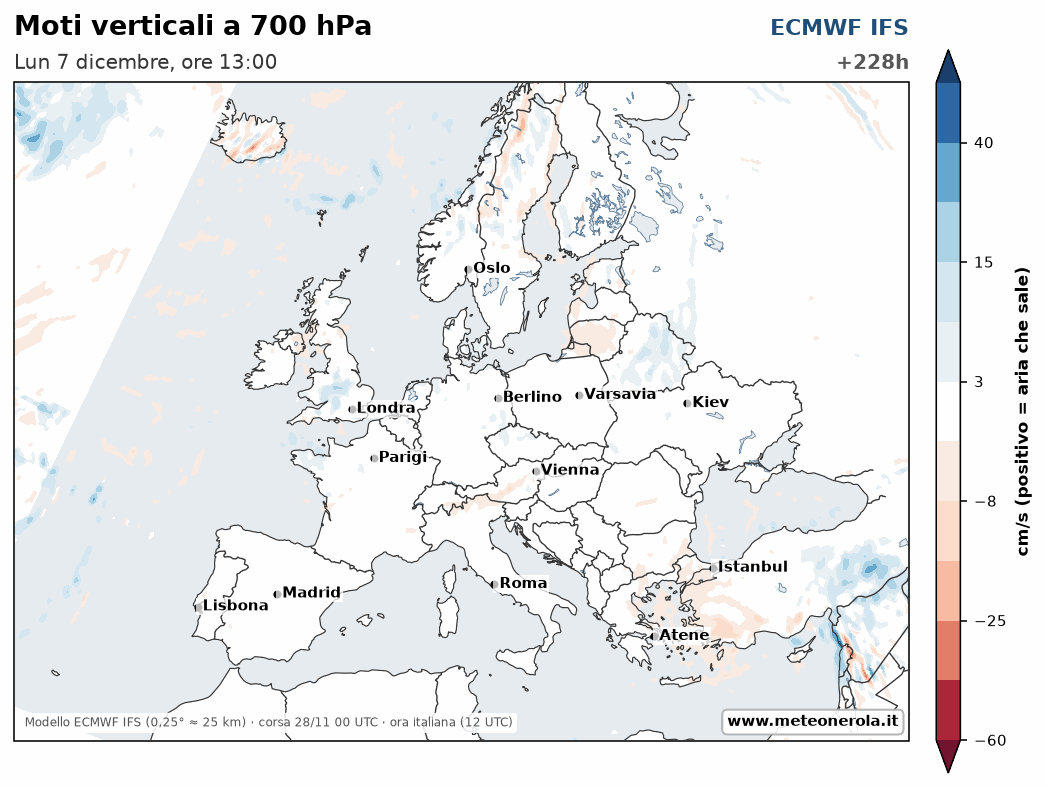 Moti verticali a 700 hPa
ECMWF IFS
Lun 7 dicembre, ore 13:00
+228h
Oslo
Londra
Berlino
Varsavia
Kiev
Parigi
Vienna
Istanbul
Roma
Madrid
Lisbona
Atene
40
15
3
−8
−25
−60
cm/s (positivo = aria che sale)
Modello ECMWF IFS (0,25° ≈ 25 km) · corsa 28/11 00 UTC · ora italiana (12 UTC)
www.meteonerola.it